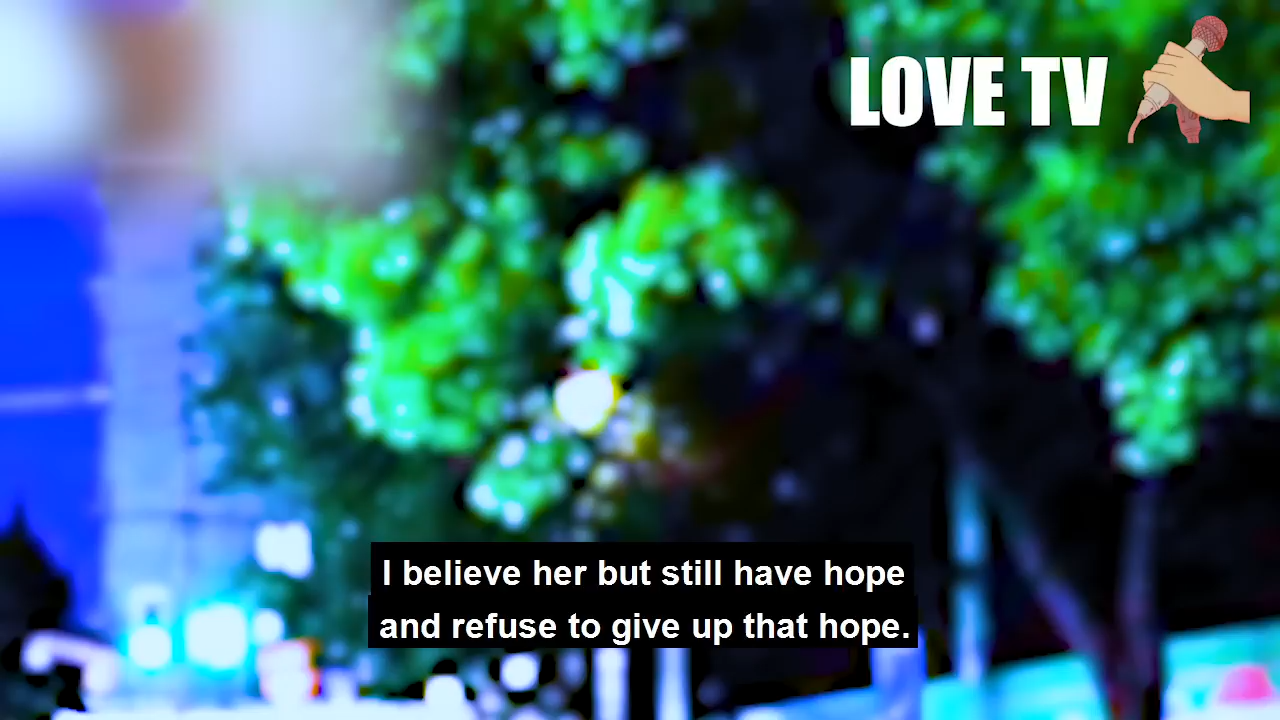 LOVE TV
I believe her but still have hope
and refuse to give up that hope.